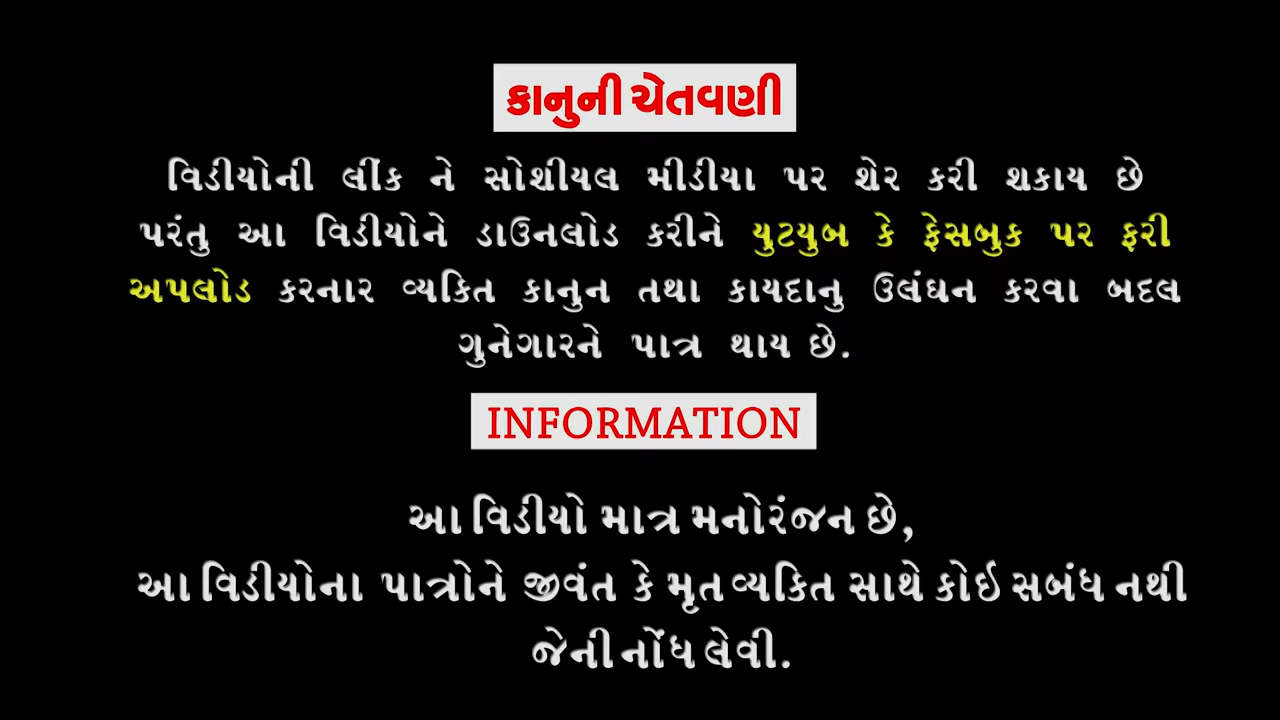 કાનુની ચેતવણી
વિડીયોની લીંક ને સોશીયલ મીડીયા પર શેર કરી શકાય છે
પરંતુ આ વિડીયોને ડાઉનલોડ કરીને યુટયુબ કે ફેસબુક પર ફરી
અપલોડ કરનાર વ્યકિત કાનુન તથા કાયદાનુ ઉલંઘન કરવા બદલ
ગુનેગારને પાત્ર થાય છે.
INFORMATION
આ વિડીયો માત્ર મનોરંજન છે,
આ વિડીયોના પાત્રોને જીવંત કે મૃત વ્યકિત સાથે કોઇ સબંધ નથી
જેની નોંધ લેવી.